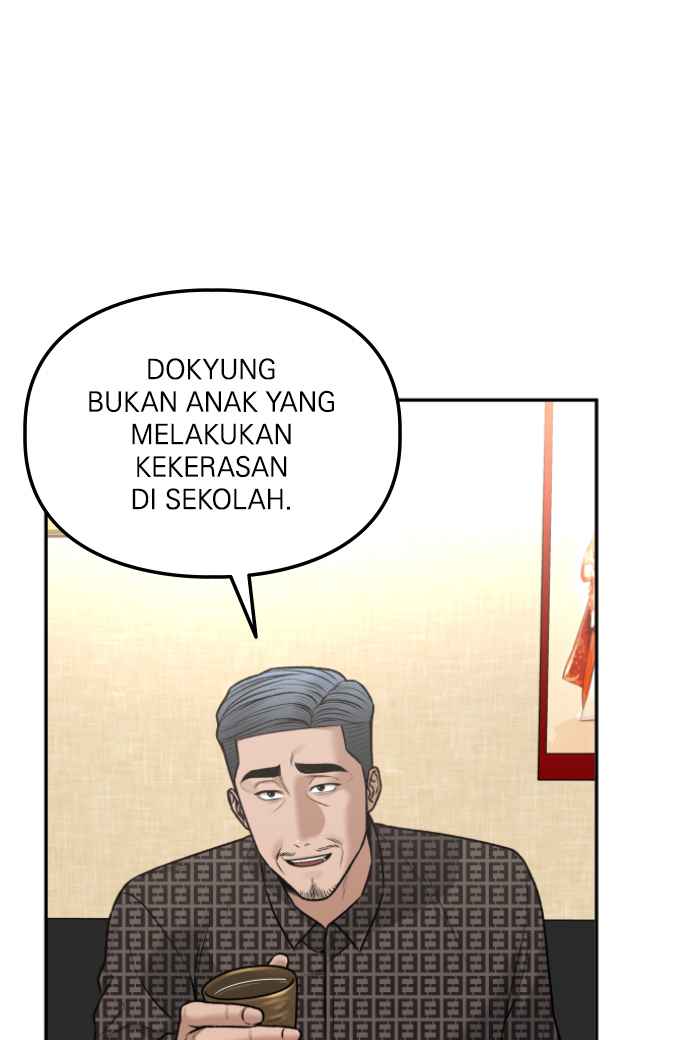 DOKYUNG
BUKAN ANAK YANG
MELAKUKAN
KEKERASAN
DI SEKOLAH.